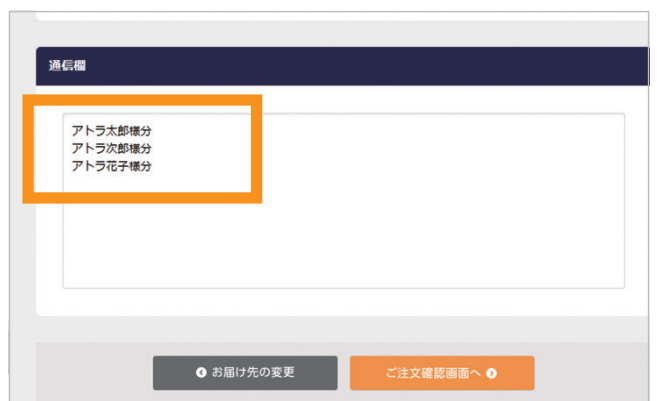 通信欄
アトラ太郎様分
アトラ次郎様分
アトラ花子様分
お届け先の変更
ご注文確認画面へ